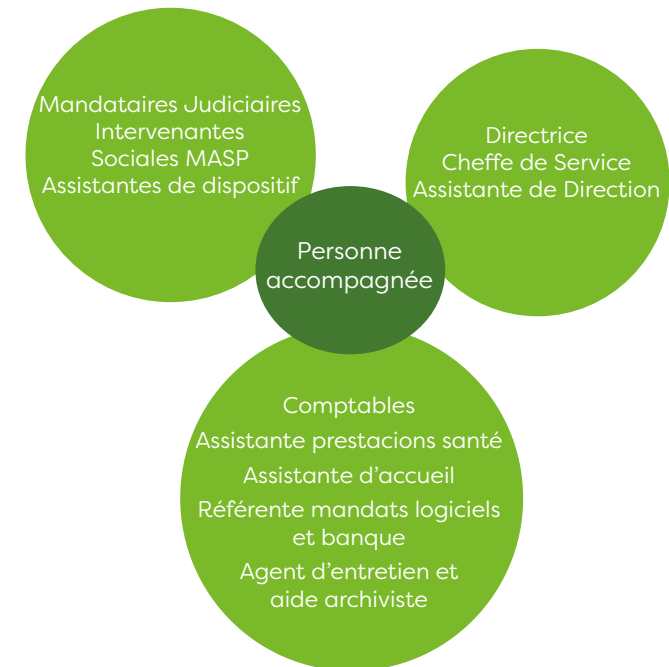 Mandataires Judiciaires
Intervenantes
Sociales MASP
Assistantes de dispositif
Directrice
Cheffe de Service
Assistante de Direction
Personne
accompagnée
Comptables
Assistante prestacions santé
Assistante d'accueil
Référente mandats logiciels
et banque
Agent d'entretien et
aide archiviste